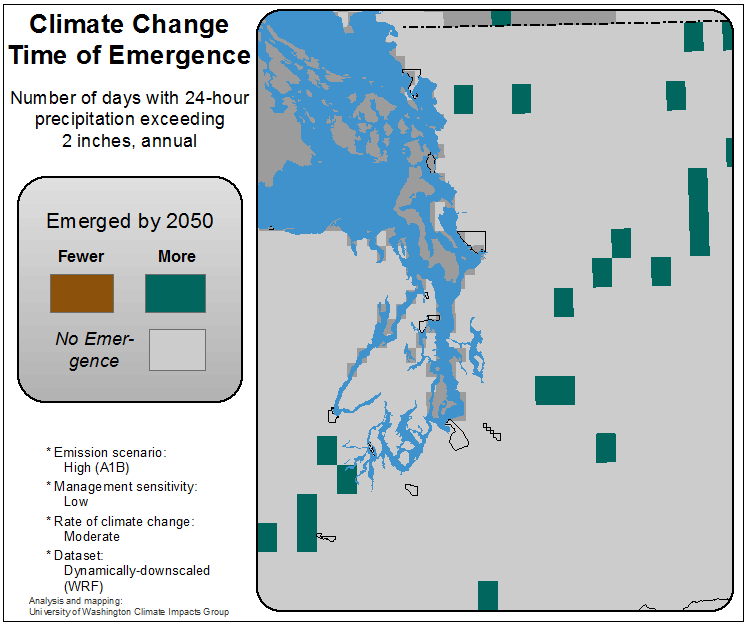 Climate Change
Time of Emergence
Number of days with 24-hour
precipitation exceeding
2 inches, annual
Emerged by 2050
Fewer More
No Emer-
gence
* Emission scenario:
High (A1B)
* Management sensitivity:
Low
* Rate of climate change:
Moderate
* Dataset:
Dynamically-downscaled
(WRF)
Analysis and mapping:
University of Washington Climate Impacts Group